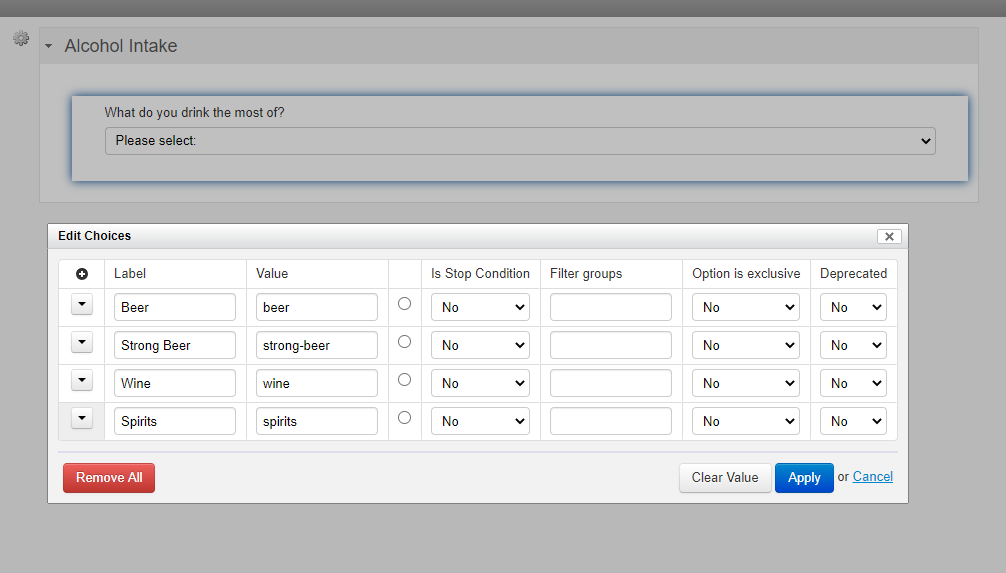 Alcohol Intake
What do you drink the most of?
Please select:
Edit Choices
Label Value Is Stop Condition Filter groups Option is exclusive Deprecated
Beer beer No No No
Strong Beer strong-beer No No No
Wine wine No No No
Spirits spirits No No No
Remove All Clear Value Apply or Cancel